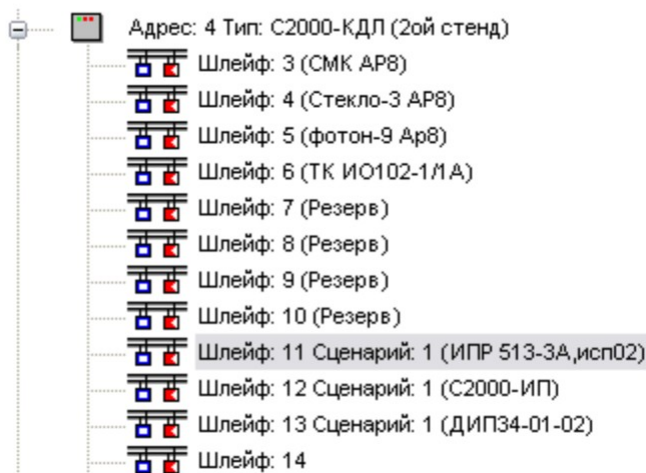 Адрес: 4 Тип: С2000-КДЛ (2ой стенд)
Шлейф: 3 (СМК АР8)
Шлейф: 4 (Стекло-3 АР8)
Шлейф: 5 (фотон-9 Ар8)
Шлейф: 6 (ТК ИО102-1/1А)
Шлейф: 7 (Резерв)
Шлейф: 8 (Резерв)
Шлейф: 9 (Резерв)
Шлейф: 10 (Резерв)
Шлейф: 11 Сценарий: 1 (ИПР 513-3А,исп02)
Шлейф: 12 Сценарий: 1 (С2000-ИП)
Шлейф: 13 Сценарий: 1 (ДИП34-01-02)
Шлейф: 14